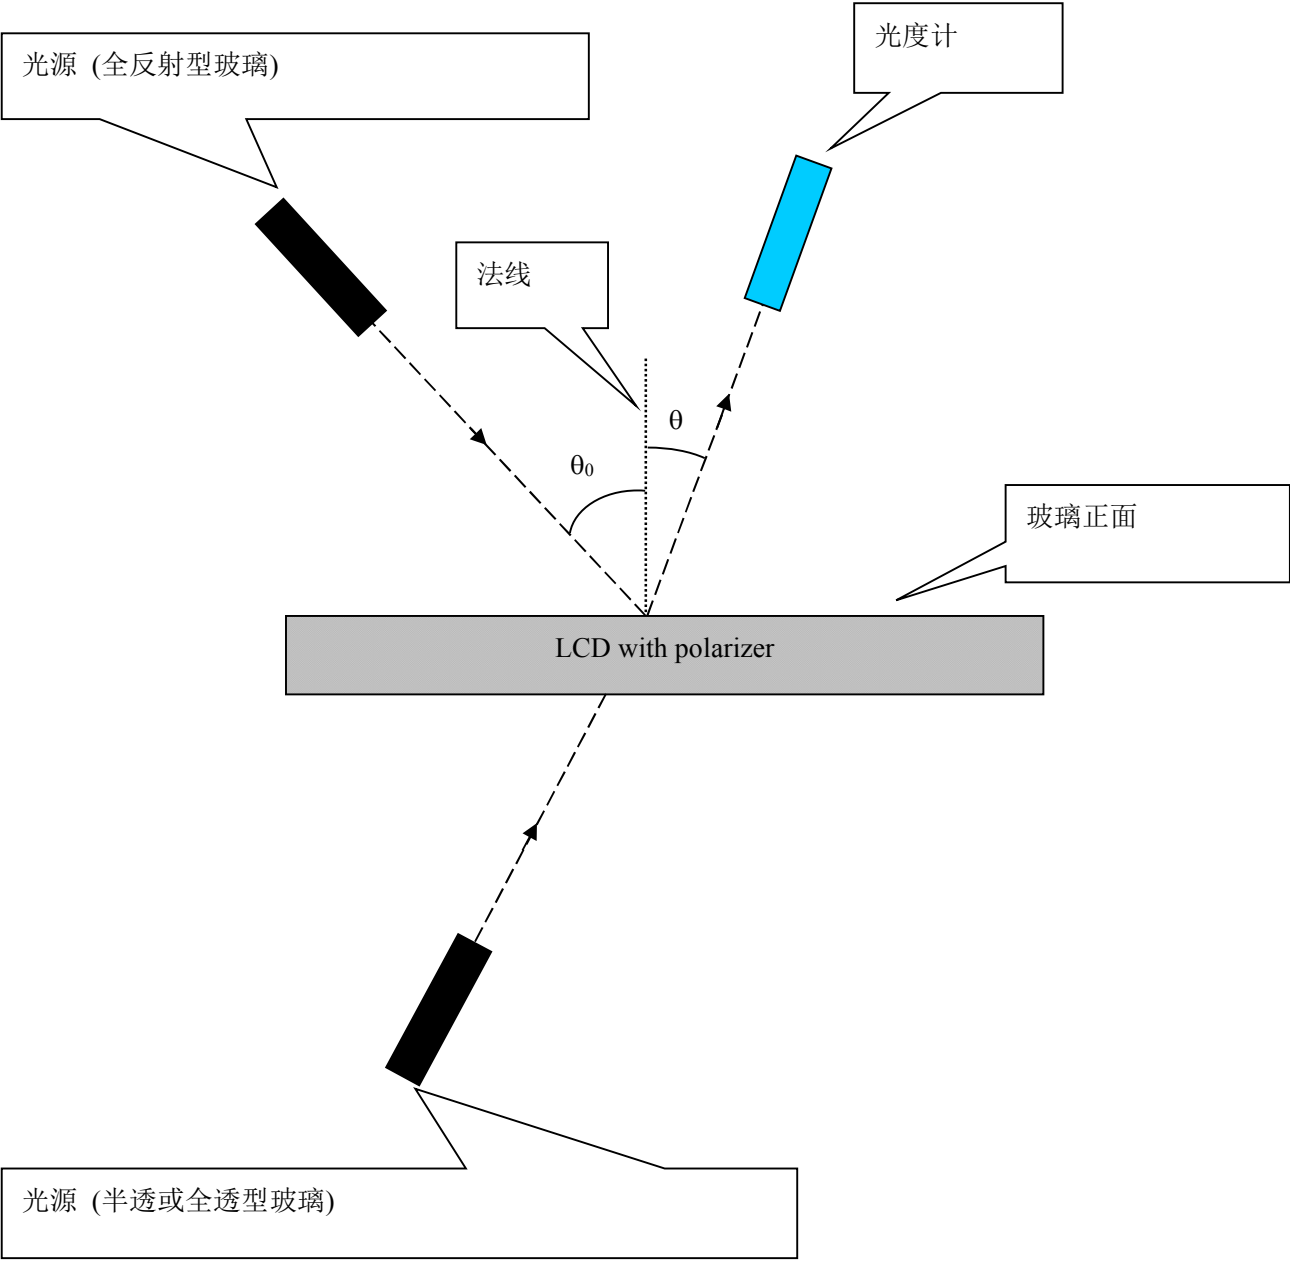 光度计
光源 (全反射型玻璃)
法线
θ
θ0
玻璃正面
LCD with polarizer
光源 (半透或全透型玻璃)